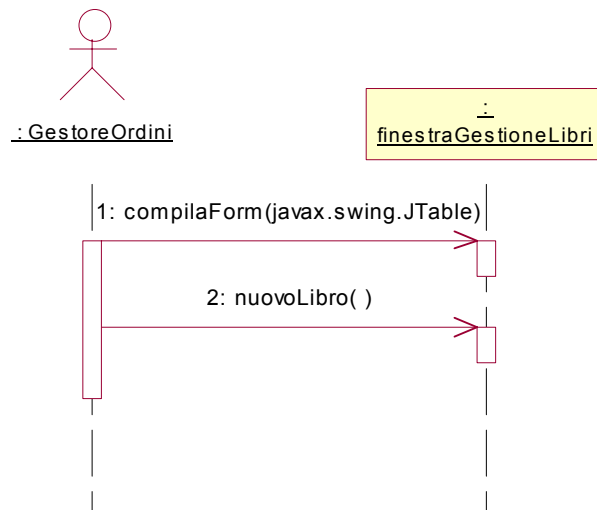 : GestoreOrdini
:
finestraGestioneLibri
1: compilaForm(javax.swing.JTable)
2: nuovoLibro( )